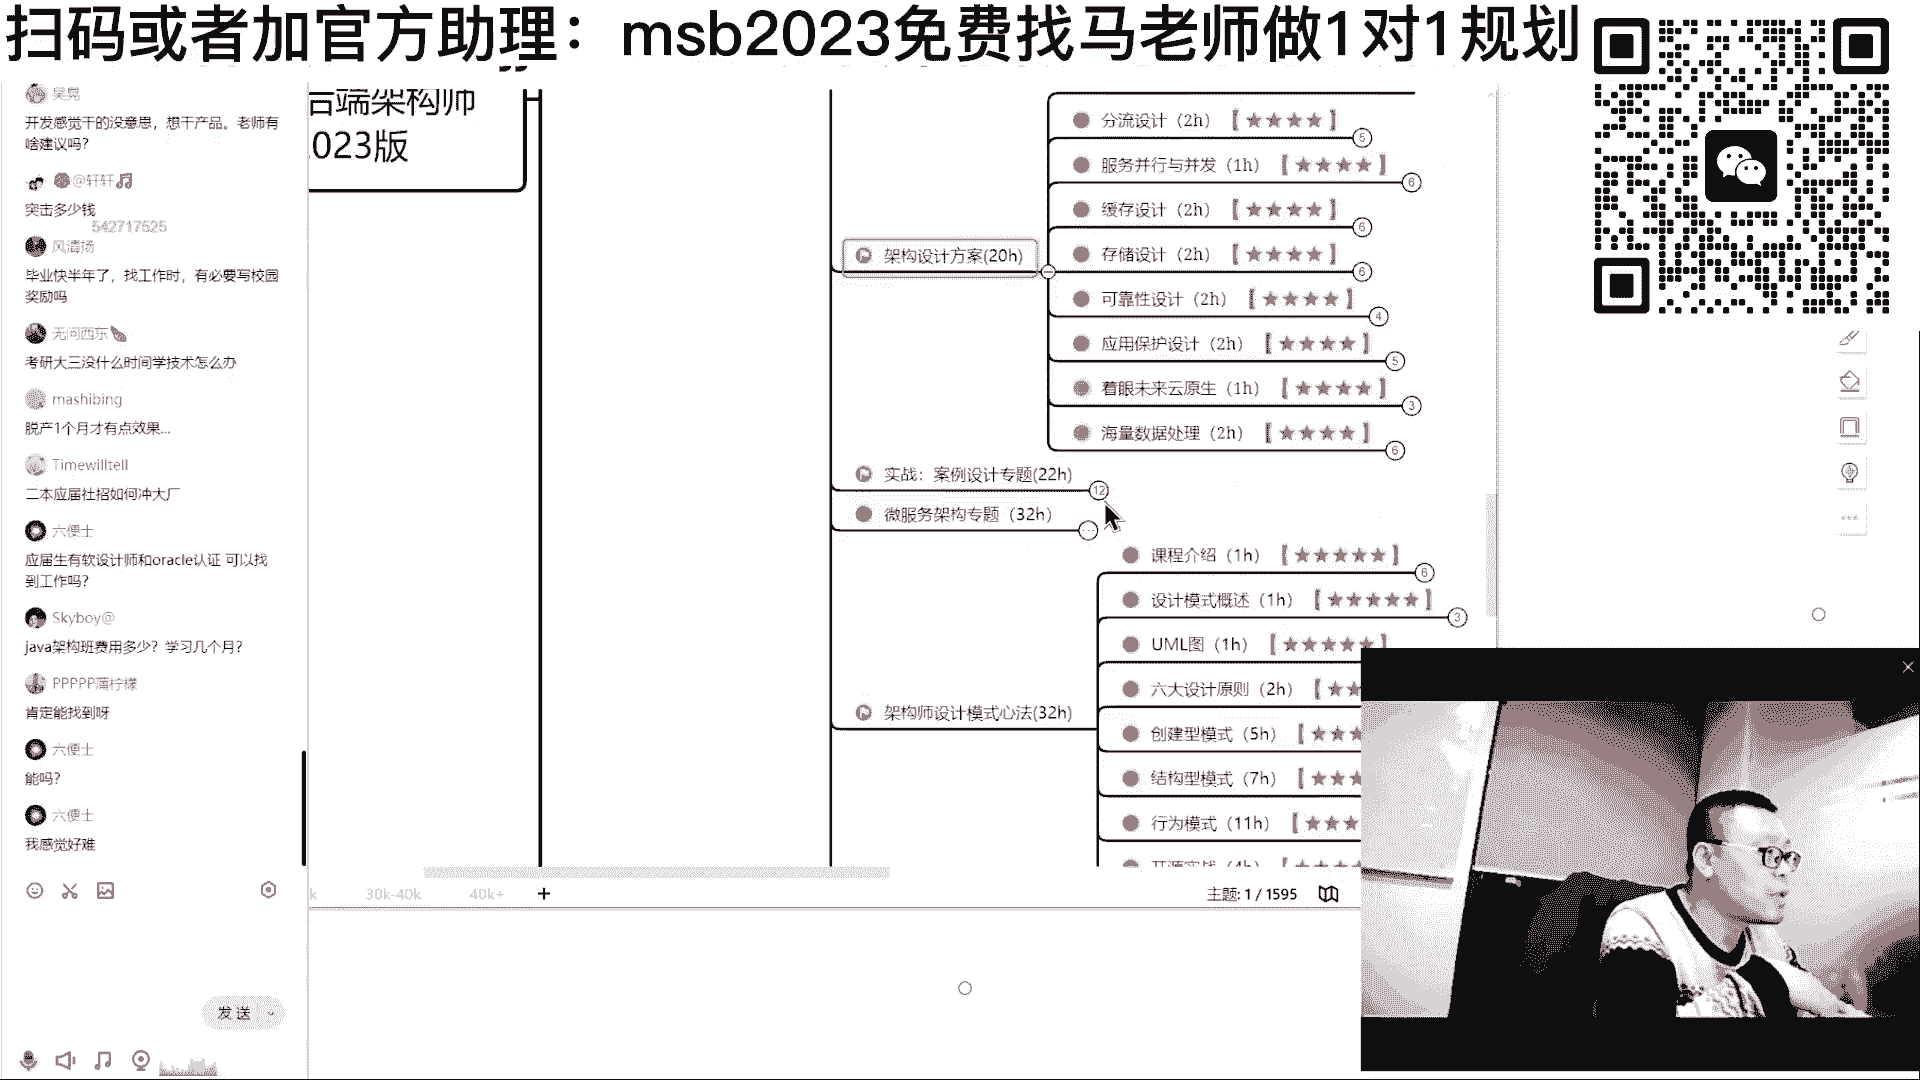 扫码或者加官方助理：msb2023免费找马老师做1对1规划
吴晃
开发感觉干的没意思，想干产品。老师有
啥建议吗？
@轩轩
突击多少钱
542717525
风清扬
毕业快半年了，找工作时，有必要写校园
奖励吗
无问西东
考研大三没什么时间学技术怎么办
mashibing
脱产1个月才有点效果...
Timewilltell
二本应届社招如何冲大厂
六便士
应届生有软设计师和oracle认证 可以找
到工作吗？
Skyboy@
java架构班费用多少？学习几个月？
PPPPP蒲柠檬
肯定能找到呀
六便士
能吗？
六便士
我感觉好难
发送
后端架构师
2023版
架构设计方案(20h)
分流设计（2h）【★★★★】
5
服务并行与并发（1h）【★★★★】
6
缓存设计（2h）【★★★★】
6
存储设计（2h）【★★★★】
6
可靠性设计（2h）【★★★★】
4
应用保护设计（2h）【★★★★】
5
着眼未来云原生（1h）【★★★★】
3
海量数据处理（2h）【★★★★】
6
实战：案例设计专题(22h)
12
微服务架构专题（32h）
架构师设计模式心法(32h)
课程介绍（1h）【★★★★★】
6
设计模式概述（1h）【★★★★★】
3
UML图（1h）【★★★★★】
六大设计原则（2h）【★★
创建型模式（5h）【★★★
结构型模式（7h）【★★★
行为模式（11h）【★★★
开源实战（4h）【★★★
k
30k-40k
40k+
主题: 1 / 1595